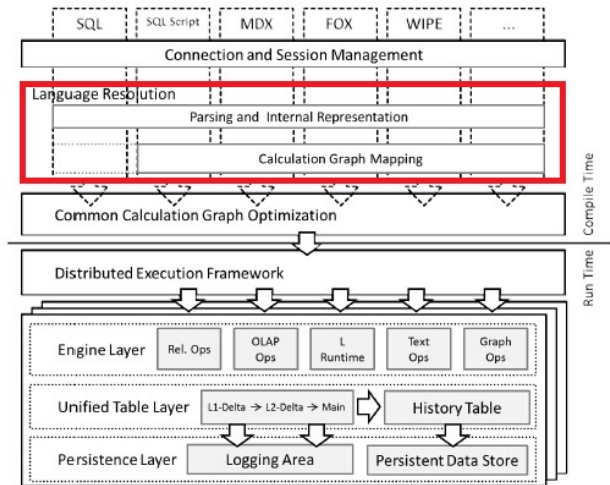 SQL SQL Script MDX FOX WIPE ...
Connection and Session Management
Language Resolution
Parsing and Internal Representation
Calculation Graph Mapping
Common Calculation Graph Optimization
Compile Time
Distributed Execution Framework
Run Time
Engine Layer
Rel. Ops
OLAP
Ops
L
Runtime
Text
Ops
Graph
Ops
Unified Table Layer
L1-Delta → L2-Delta → Main
History Table
Persistence Layer
Logging Area
Persistent Data Store